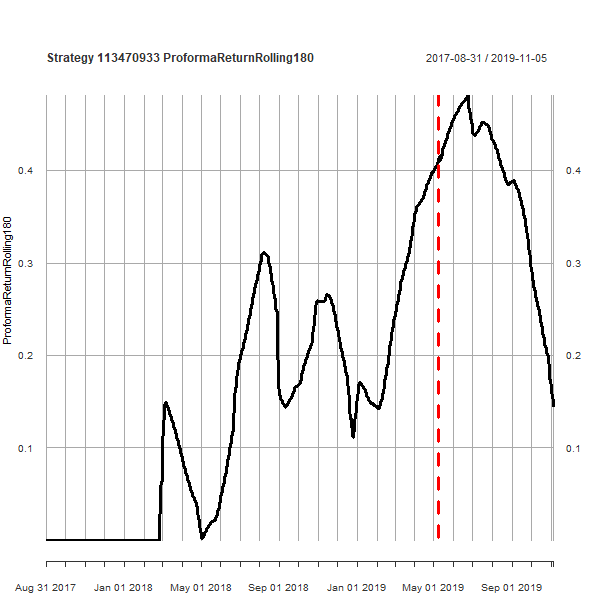 Strategy 113470933 ProformaReturnRolling180
2017-08-31 / 2019-11-05
ProformaReturnRolling180
0.4
0.3
0.2
0.1
0.4
0.3
0.2
0.1
Aug 31 2017
Jan 01 2018
May 01 2018
Sep 01 2018
Jan 01 2019
May 01 2019
Sep 01 2019